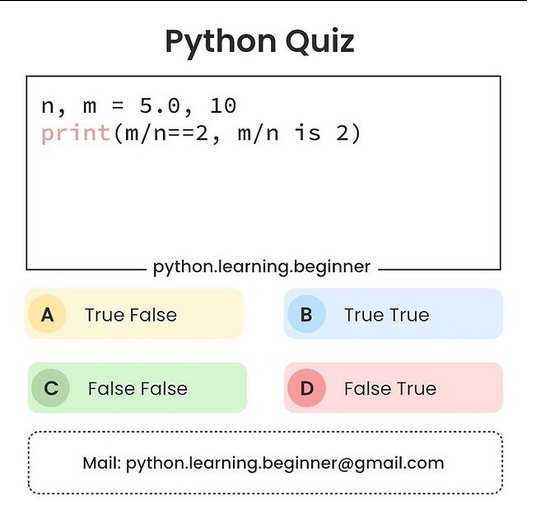 Python Quiz
n, m = 5.0, 10
print(m/n==2, m/n is 2)
python.learning.beginner
A True False
B True True
C False False
D False True
Mail: python.learning.beginner@gmail.com